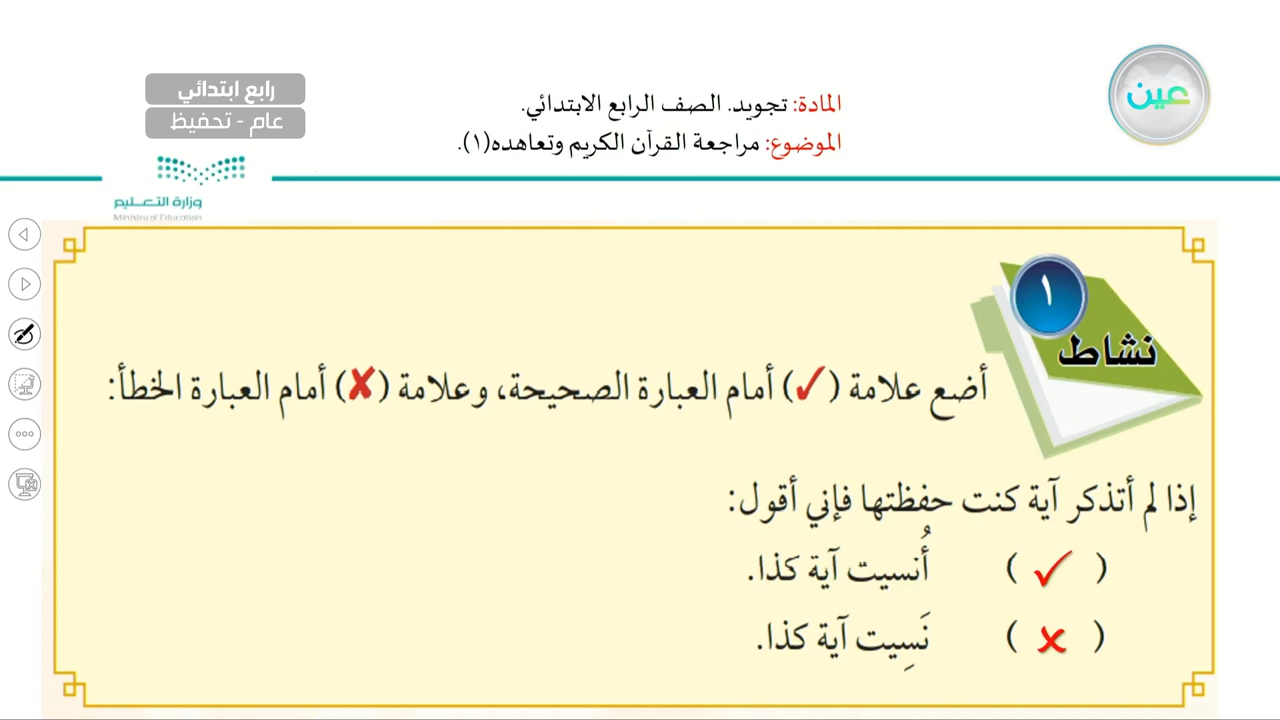 عين
المادة: تجويد. الصف الرابع الابتدائي.
الموضوع: مراجعة القرآن الكريم وتعاهده(١).
رابع ابتدائي
عام - تحفيظ
وزارة التعـــليم
Ministry of Education
١
نشاط
أضع علامة (✓) أمام العبارة الصحيحة، وعلامة (✘) أمام العبارة الخطأ:
إذا لم أتذكر آية كنت حفظتها فإني أقول:
( ✓ ) أُنسيت آية كذا.
( ✘ ) نَسِيت آية كذا.